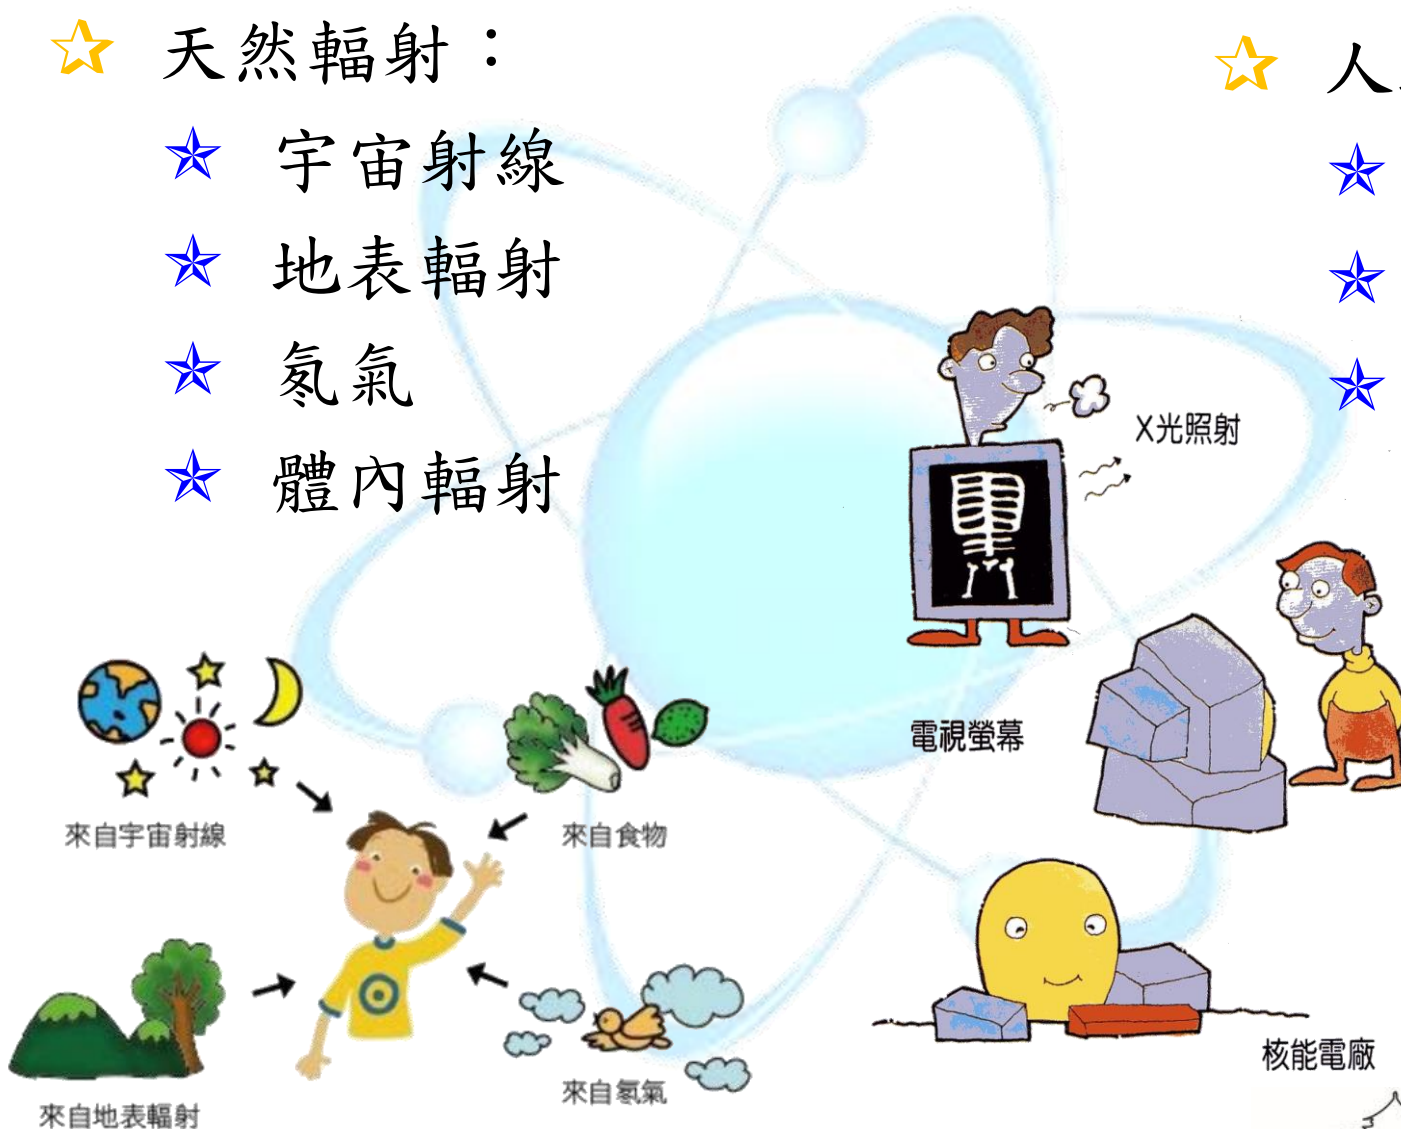 天然輻射：
宇宙射線
地表輻射
氡氣
體內輻射
人
X光照射
電視螢幕
核能電廠
來自宇宙射線
來自食物
來自地表輻射
來自氡氣